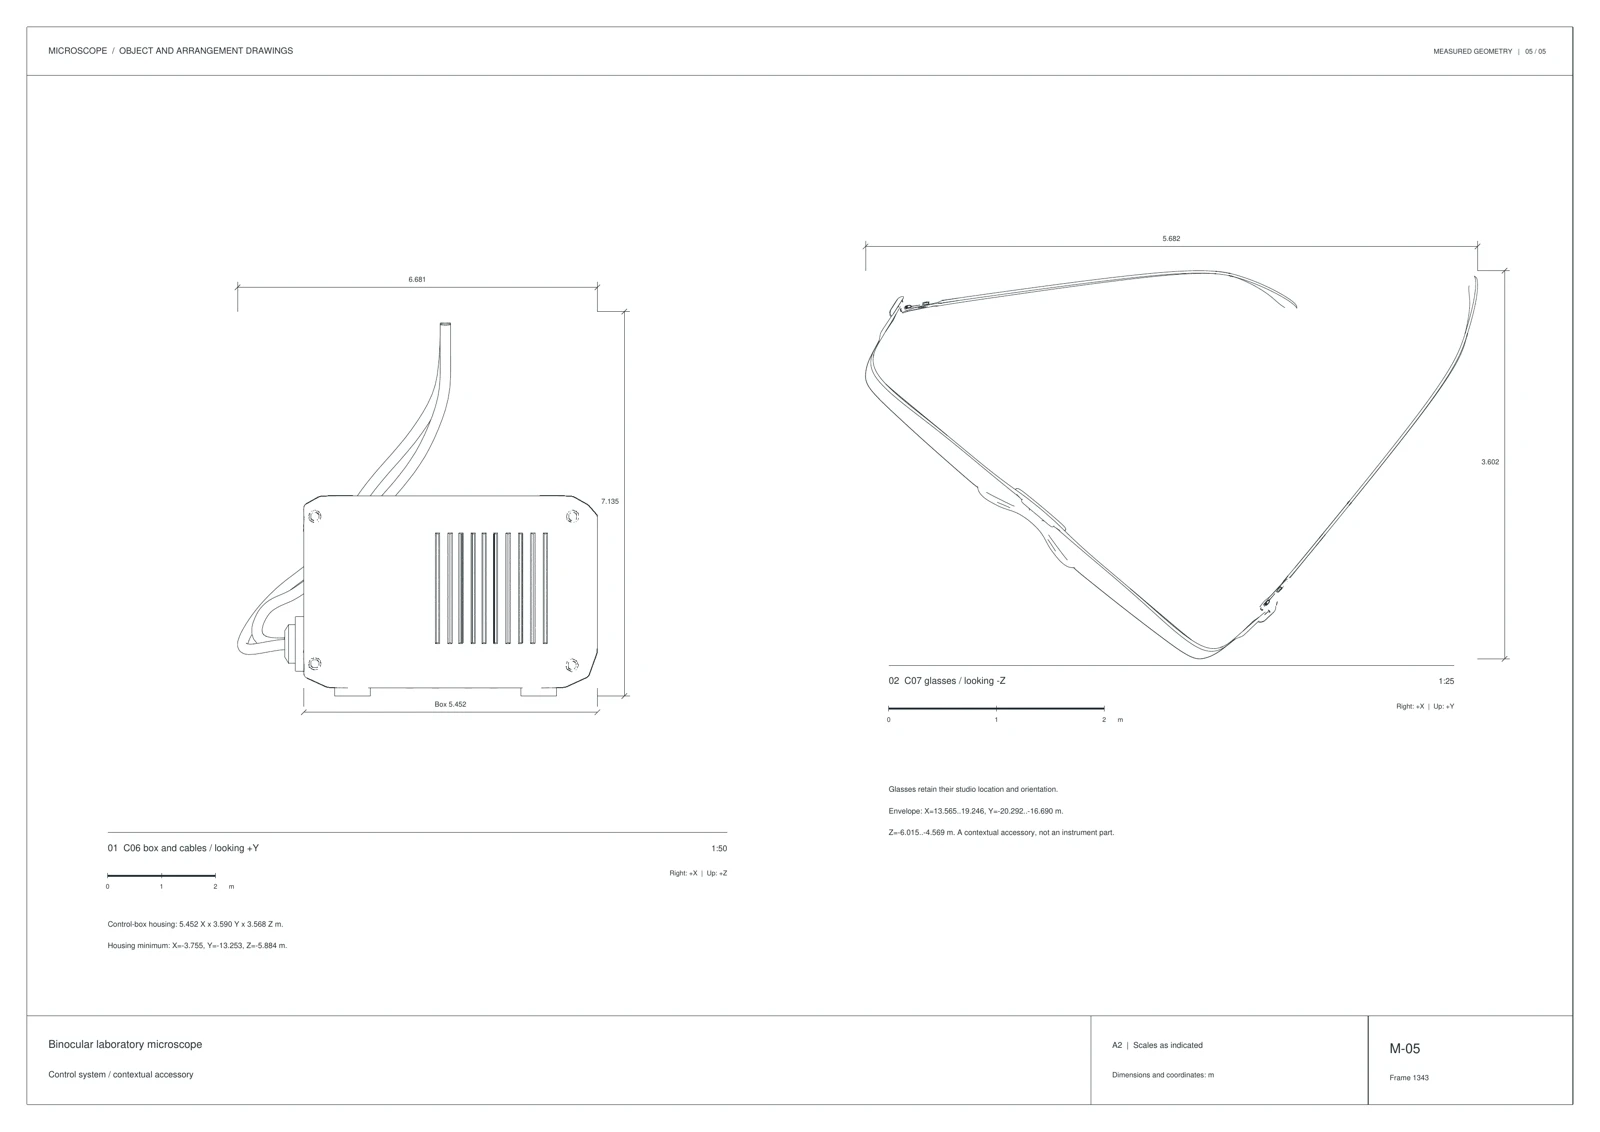 MICROSCOPE / OBJECT AND ARRANGEMENT DRAWINGS
MEASURED GEOMETRY | 05 / 05
6.681
7.135
Box 5.452
01 C06 box and cables / looking +Y
1:50
Right: +X | Up: +Z
0 1 2 m
Control-box housing: 5.452 X x 3.590 Y x 3.568 Z m.
Housing minimum: X=-3.755, Y=-13.253, Z=-5.884 m.
5.682
3.602
02 C07 glasses / looking -Z
1:25
Right: +X | Up: +Y
0 1 2 m
Glasses retain their studio location and orientation.
Envelope: X=13.565..19.246, Y=-20.292..-16.690 m.
Z=-6.015..-4.569 m. A contextual accessory, not an instrument part.
Binocular laboratory microscope
Control system / contextual accessory
A2 | Scales as indicated
Dimensions and coordinates: m
M-05
Frame 1343